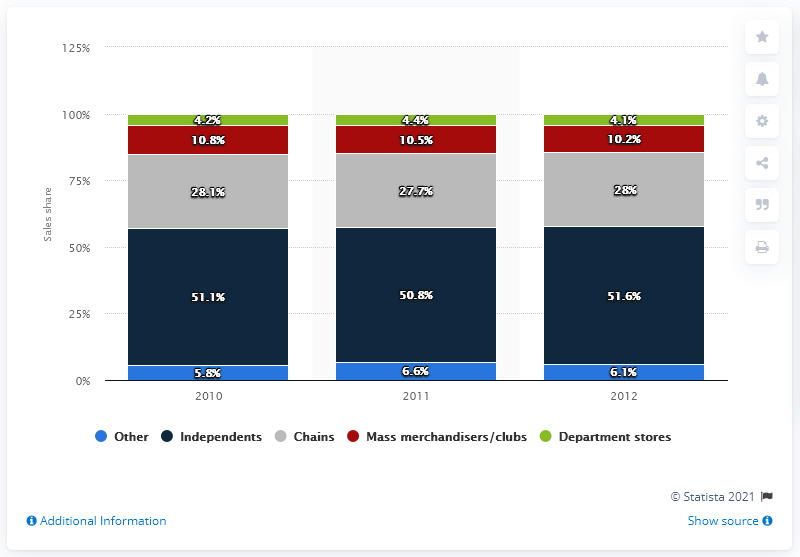 125%
100%
75%
50%
25%
0%
Sales share
4.2% 4.4% 4.1%
10.8% 10.5% 10.2%
28.1% 27.7% 28%
51.1% 50.8% 51.6%
5.8% 6.6% 6.1%
2010 2011 2012
Other Independents Chains Mass merchandisers/clubs Department stores
© Statista 2021
Additional Information Show source